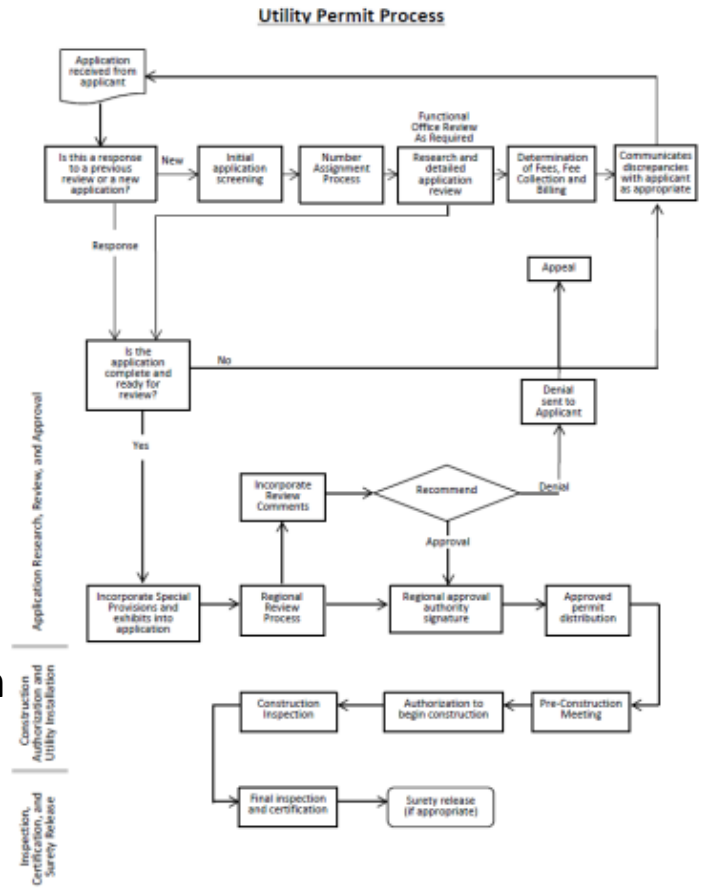 Utility Permit Process
Application
received from
applicant
Functional
Office Review
As Required
Is this a response
to a previous
review or a new
application?
New
Initial
application
screening
Number
Assignment
Process
Research and
detailed
application
review
Determination
of Fees, Fee
Collection and
Billing
Communicates
discrepancies
with applicant
as appropriate
Response
Appeal
Is the
application
complete and
ready for
review?
No
Denial
sent to
Applicant
Yes
Incorporate
Review
Comments
Recommend
Denial
Approval
Incorporate Special
Provisions and
exhibits into
application
Regional
Review
Process
Regional approval
authority
signature
Approved
permit
distribution
Application Research, Review, and Approval
Construction
Inspection
Authorization to
begin construction
Pre-Construction
Meeting
Construction
Authorization and
Utility Installation
n
Final inspection
and certification
Surety release
(if appropriate)
Inspection,
Certification, and
Surety Release